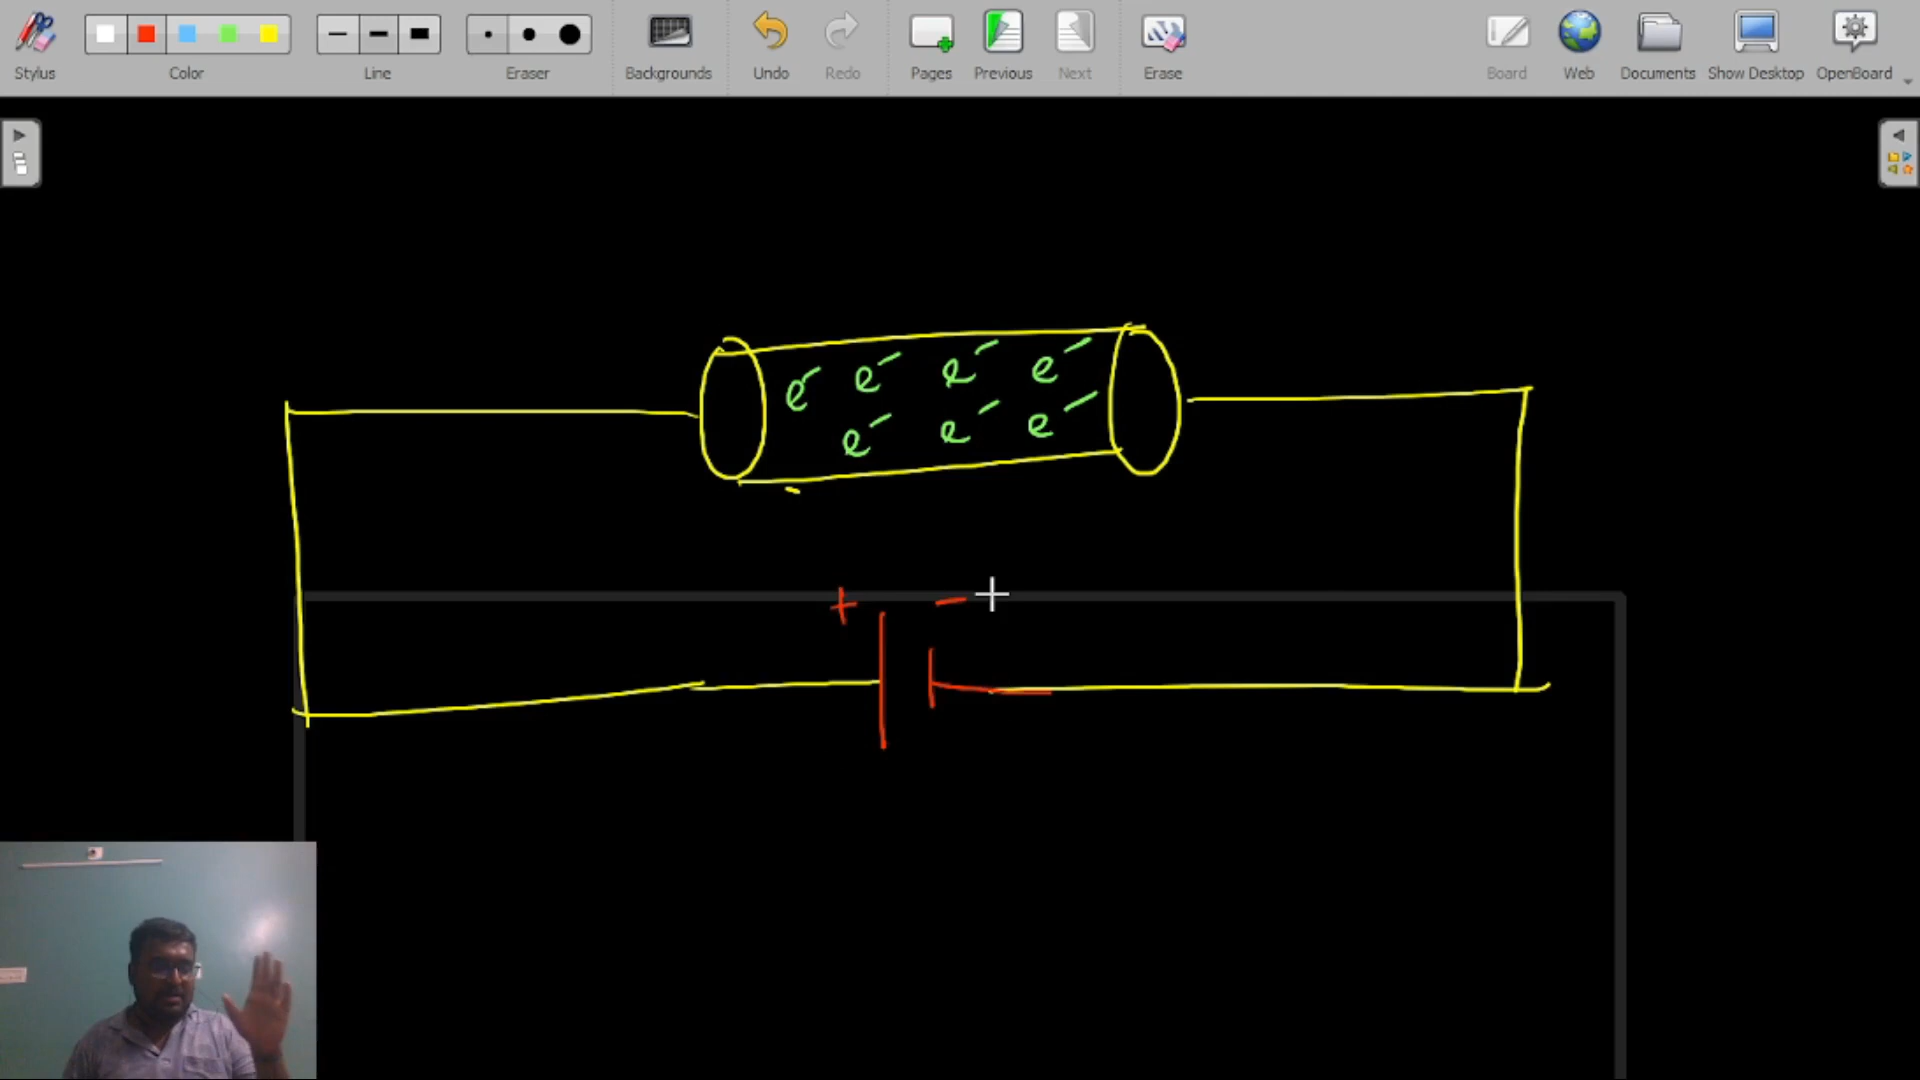 Stylus Color Line Eraser Backgrounds Undo Redo Pages Previous Next Erase Board Web Documents Show Desktop OpenBoard
e⁻ e⁻ e⁻ e⁻
e⁻ e⁻ e⁻
+ −